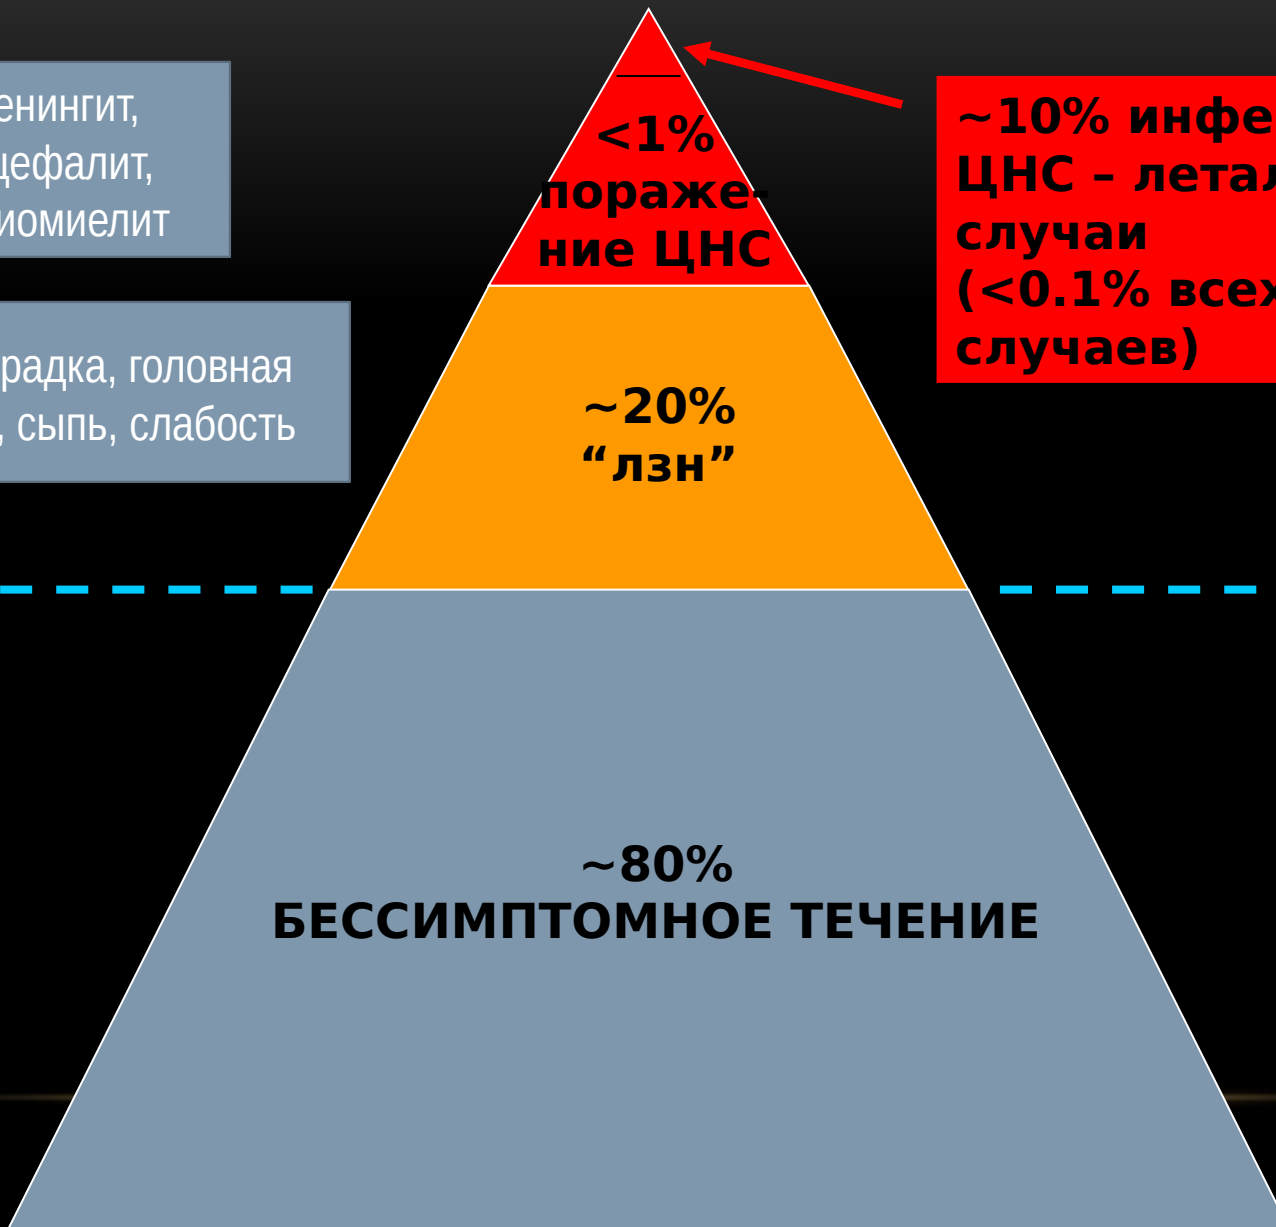 енингит,
цефалит,
иомиелит
<1%
пораже-
ние ЦНС
~10% инфе
ЦНС – летал
случаи
(<0.1% всех
случаев)
радка, головная
, сыпь, слабость
~20%
“лзн”
~80%
БЕССИМПТОМНОЕ ТЕЧЕНИЕ